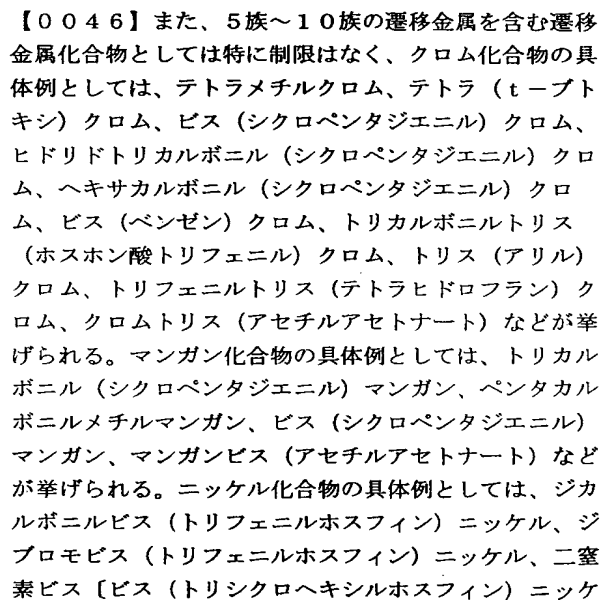 【００４６】また、５族～１０族の遷移金属を含む遷移
金属化合物としては特に制限はなく、クロム化合物の具
体例としては、テトラメチルクロム、テトラ（ｔ－ブト
キシ）クロム、ビス（シクロペンタジエニル）クロム、
ヒドリドトリカルボニル（シクロペンタジエニル）クロ
ム、ヘキサカルボニル（シクロペンタジエニル）クロ
ム、ビス（ベンゼン）クロム、トリカルボニルトリス
（ホスホン酸トリフェニル）クロム、トリス（アリル）
クロム、トリフェニルトリス（テトラヒドロフラン）ク
ロム、クロムトリス（アセチルアセトナート）などが挙
げられる。マンガン化合物の具体例としては、トリカル
ボニル（シクロペンタジエニル）マンガン、ペンタカル
ボニルメチルマンガン、ビス（シクロペンタジエニル）
マンガン、マンガンビス（アセチルアセトナート）など
が挙げられる。ニッケル化合物の具体例としては、ジカ
ルボニルビス（トリフェニルホスフィン）ニッケル、ジ
ブロモビス（トリフェニルホスフィン）ニッケル、二窒
素ビス〔ビス（トリシクロヘキシルホスフィン）ニッケ